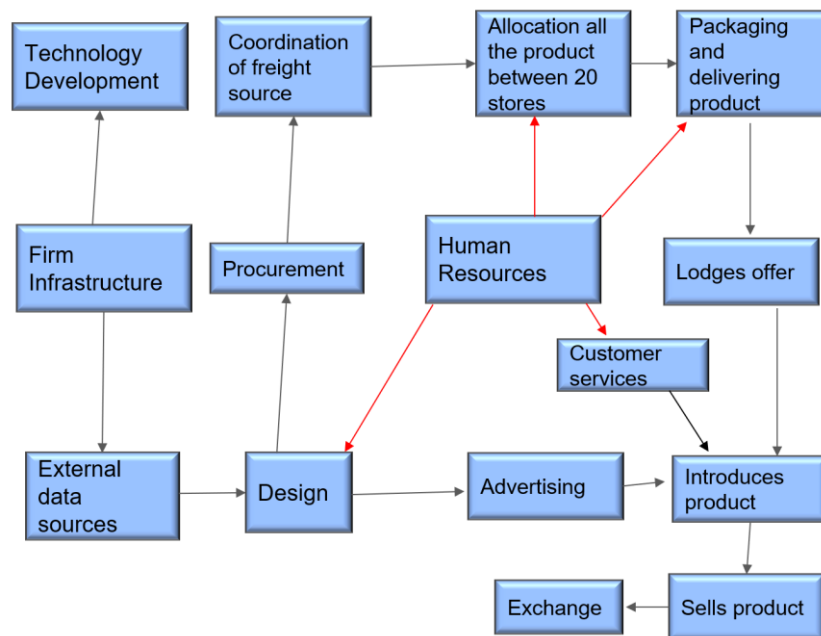 Technology
Development
Coordination
of freight
source
Allocation all
the product
between 20
stores
Packaging
and
delivering
product
Firm
Infrastructure
Procurement
Human
Resources
Lodges offer
Customer
services
External
data
sources
Design
Advertising
Introduces
product
Exchange
Sells product